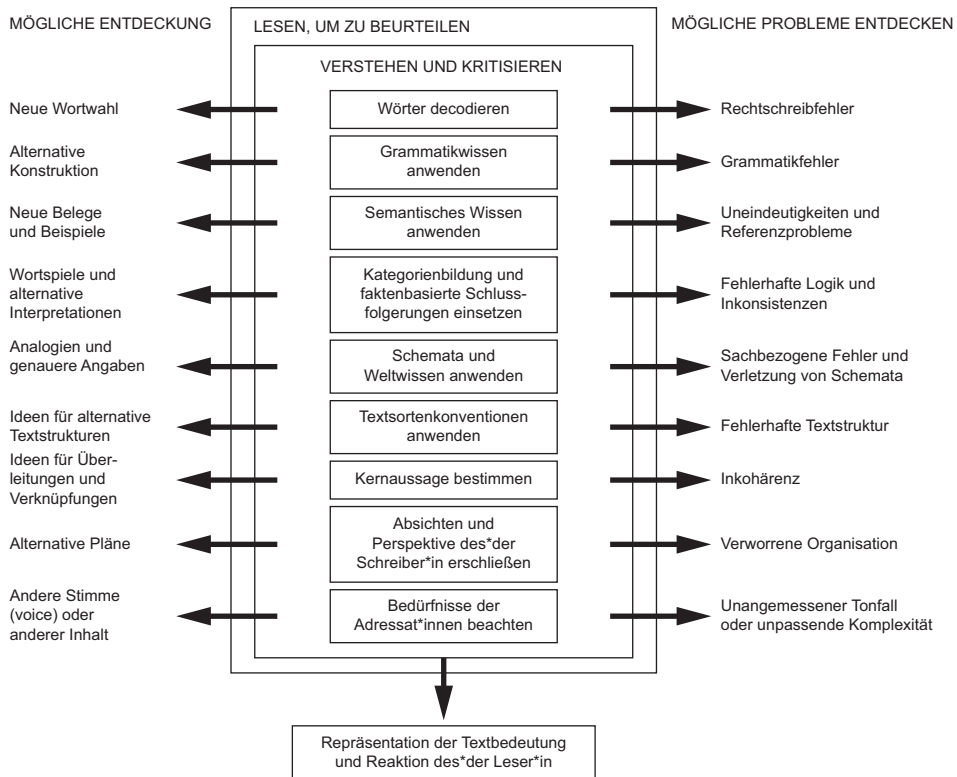 MÖGLICHE ENTDECKUNG
LESEN, UM ZU BEURTEILEN
MÖGLICHE PROBLEME ENTDECKEN
VERSTEHEN UND KRITISIEREN
Neue Wortwahl
Wörter decodieren
Rechtschreibfehler
Alternative
Konstruktion
Grammatikwissen
anwenden
Grammatikfehler
Neue Belege
und Beispiele
Semantisches Wissen
anwenden
Uneindeutigkeiten und
Referenzprobleme
Wortspiele und
alternative
Interpretationen
Kategorienbildung und
faktenbasierte Schluss-
folgerungen einsetzen
Fehlerhafte Logik und
Inkonsistenzen
Analogien und
genauere Angaben
Schemata und
Weltwissen anwenden
Sachbezogene Fehler und
Verletzung von Schemata
Ideen für alternative
Textstrukturen
Textsortenkonventionen
anwenden
Fehlerhafte Textstruktur
Ideen für Über-
leitungen und
Verknüpfungen
Kernaussage bestimmen
Inkohärenz
Alternative Pläne
Absichten und
Perspektive des*der
Schreiber*in erschließen
Verworrene Organisation
Andere Stimme
(voice) oder
anderer Inhalt
Bedürfnisse der
Adressat*innen beachten
Unangemessener Tonfall
oder unpassende Komplexität
Repräsentation der Textbedeutung
und Reaktion des*der Leser*in